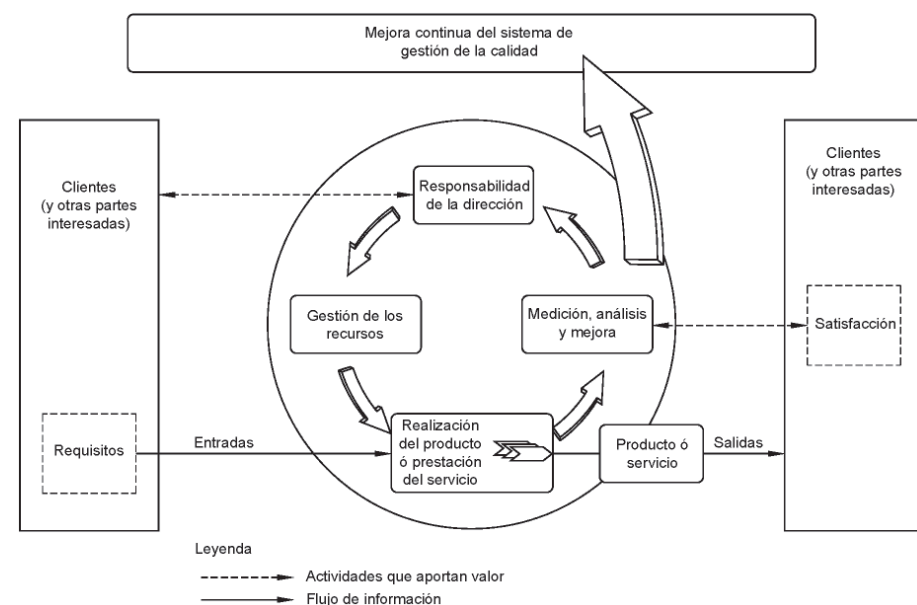 Mejora continua del sistema de
gestión de la calidad
Clientes
(y otras partes
interesadas)
Responsabilidad
de la dirección
Clientes
(y otras partes
interesadas)
Gestión de los
recursos
Medición, análisis
y mejora
Satisfacción
Requisitos
Entradas
Realización
del producto
ó prestación
del servicio
Producto ó
servicio
Salidas
Leyenda
Actividades que aportan valor
Flujo de información